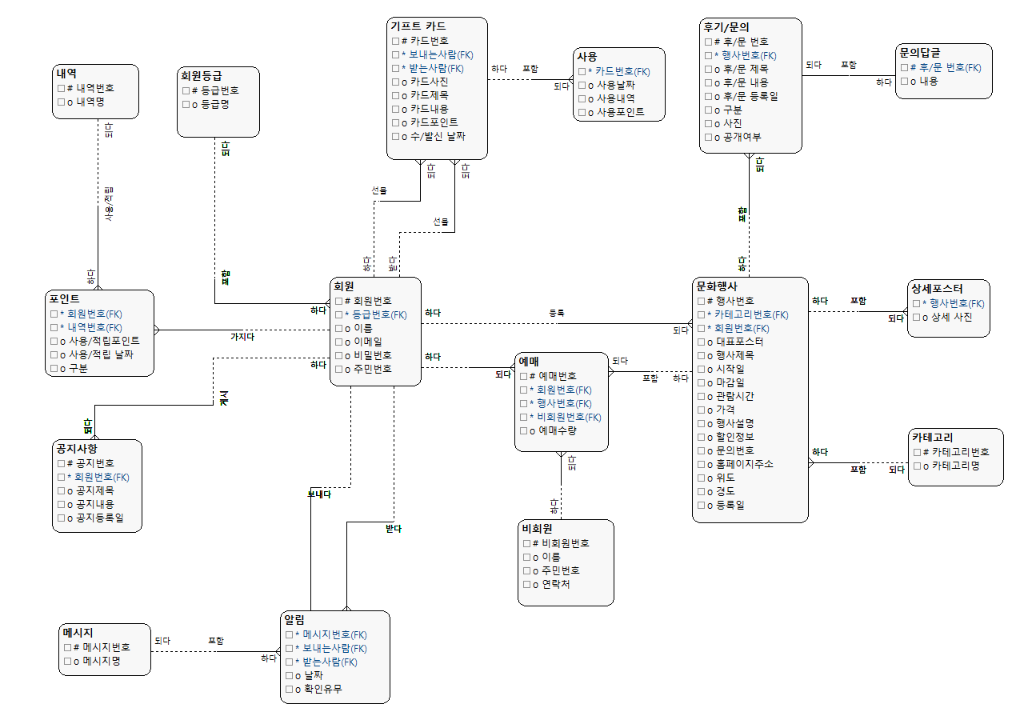 내역
# 내역번호
o 내역명
회원등급
# 등급번호
o 등급명
기프트 카드
# 카드번호
* 보내는사람(FK)
* 받는사람(FK)
o 카드사진
o 카드제목
o 카드내용
o 카드포인트
o 수/발신 날짜
하다
포함
되다
사용
* 카드번호(FK)
o 사용날짜
o 사용내역
o 사용포인트
후기/문의
# 후/문 번호
* 행사번호(FK)
o 후/문 제목
o 후/문 내용
o 후/문 등록일
o 구분
o 사진
o 공개여부
되다
포함
하다
문의답글
# 후/문 번호(FK)
o 내용
되다
사용/적립
하다
되다
포함
하다
되다
선물
하다
되다
선물
받다
되다
포함
하다
포인트
* 회원번호(FK)
* 내역번호(FK)
o 사용/적립포인트
o 사용/적립 날짜
o 구분
가지다
회원
# 회원번호
* 등급번호(FK)
o 이름
o 이메일
o 비밀번호
o 주민번호
하다
등록
되다
하다
되다
하다
게시
되다
예매
# 예매번호
* 회원번호(FK)
* 행사번호(FK)
* 비회원번호(FK)
o 예매수량
되다
포함
하다
문화행사
# 행사번호
* 카테고리번호(FK)
* 회원번호(FK)
o 대표포스터
o 행사제목
o 시작일
o 마감일
o 관람시간
o 가격
o 행사설명
o 할인정보
o 문의번호
o 홈페이지주소
o 위도
o 경도
o 등록일
하다
포함
되다
상세포스터
* 행사번호(FK)
o 상세 사진
하다
포함
되다
카테고리
# 카테고리번호
o 카테고리명
공지사항
# 공지번호
* 회원번호(FK)
o 공지제목
o 공지내용
o 공지등록일
되다
하다
비회원
# 비회원번호
o 이름
o 주민번호
o 연락처
보내다
받다
메시지
# 메시지번호
o 메시지명
되다
포함
하다
알림
* 메시지번호(FK)
* 보내는사람(FK)
* 받는사람(FK)
o 날짜
o 확인유무